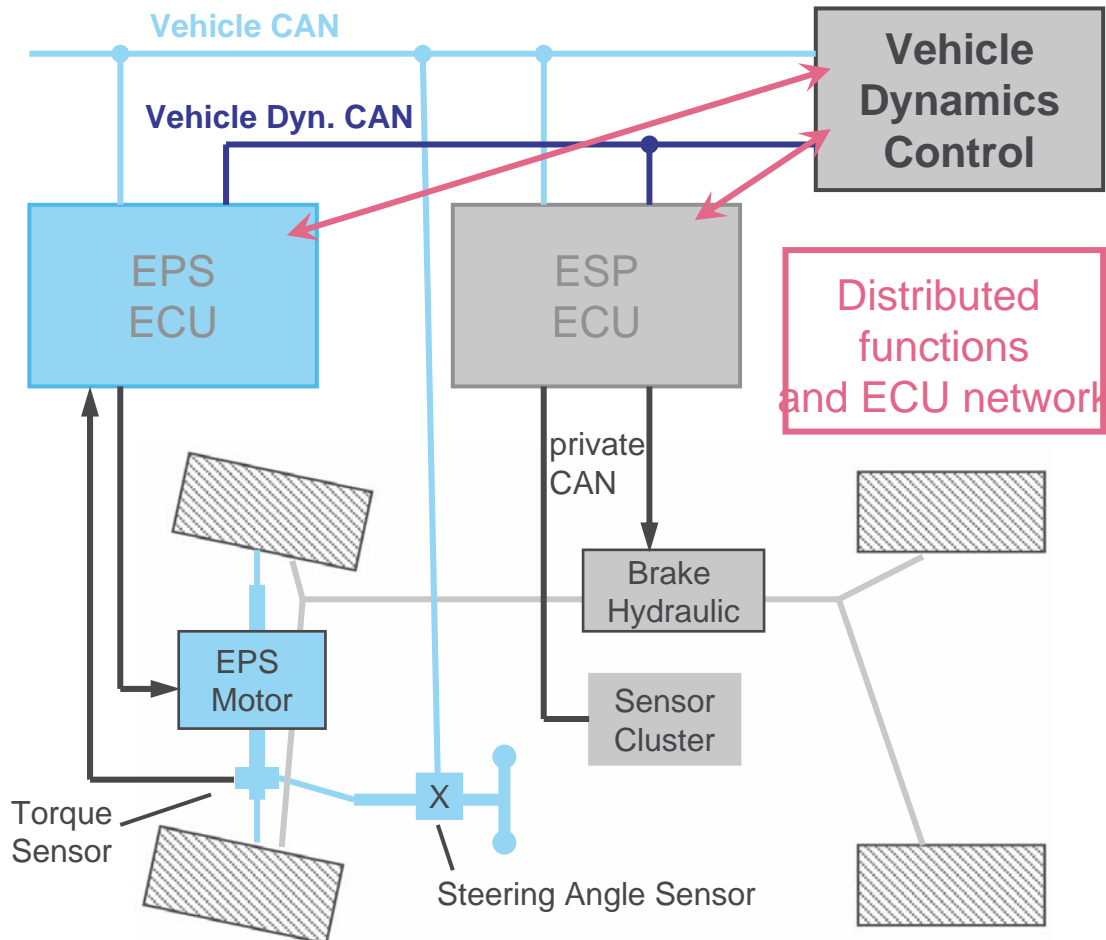 Vehicle CAN
Vehicle
Dynamics
Control
Vehicle Dyn. CAN
EPS
ECU
ESP
ECU
Distributed
functions
and ECU network
private
CAN
Brake
Hydraulic
EPS
Motor
Sensor
Cluster
X
Torque
Sensor
Steering Angle Sensor